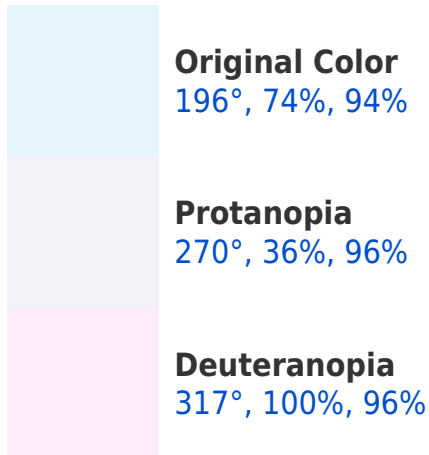 Original Color
196°, 74%, 94%
Protanopia
270°, 36%, 96%
Deuteranopia
317°, 100%, 96%